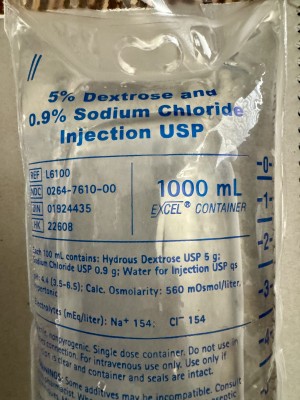 5% Dextrose and
0.9% Sodium Chloride
Injection USP
REF L6100
NDC 0264-7610-00
DIN 01924435
HK 22608
1000 mL
EXCEL® CONTAINER
Each 100 mL contains: Hydrous Dextrose USP 5 g;
Sodium Chloride USP 0.9 g; Water for Injection USP qs
pH: 4.4 (3.5-6.5); Calc. Osmolarity: 560 mOsmol/liter,
hypertonic
Electrolytes (mEq/liter): Na⁺ 154; Cl⁻ 154
nonpyrogenic. Single dose container. Do not use in
connection. For intravenous use only. Use only if
is clear and container and seals are intact.
Some additives may be incompatible. Consult
-0-
-1-
-2-
-3-
-4-